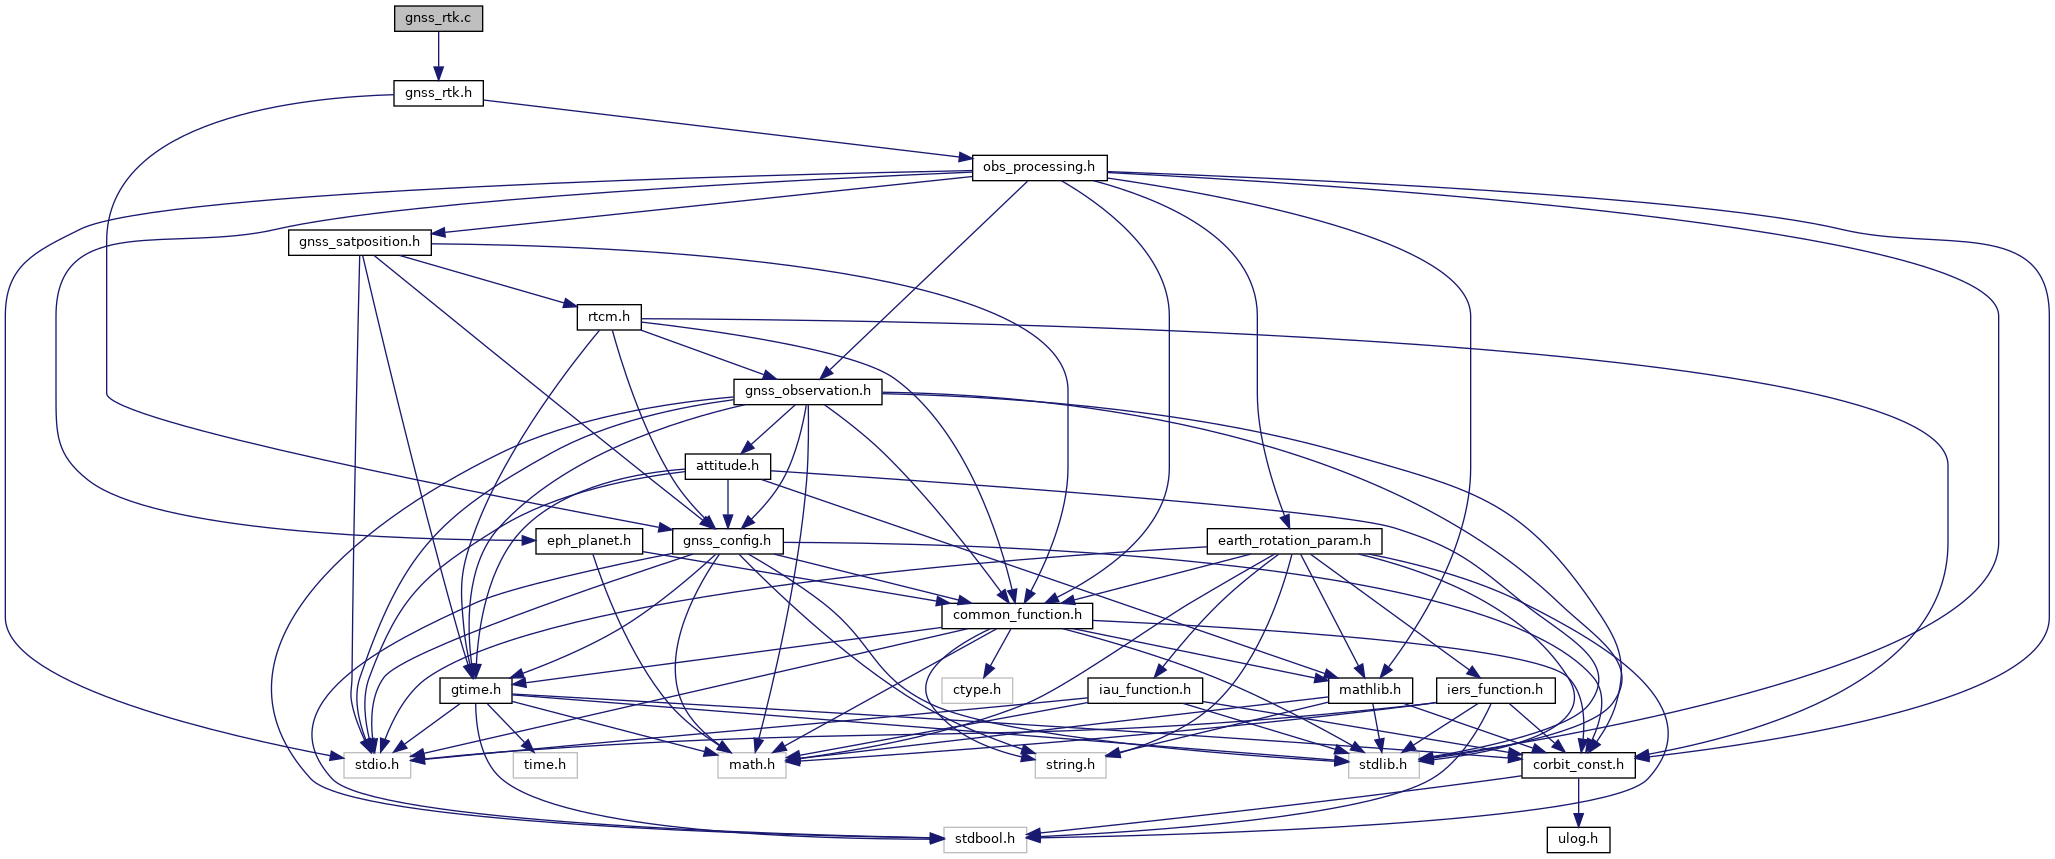 gnss_rtk.c
gnss_rtk.h
obs_processing.h
gnss_satposition.h
rtcm.h
gnss_observation.h
attitude.h
eph_planet.h
gnss_config.h
earth_rotation_param.h
common_function.h
gtime.h
ctype.h
iau_function.h
mathlib.h
iers_function.h
stdio.h
time.h
math.h
string.h
stdlib.h
corbit_const.h
stdbool.h
ulog.h